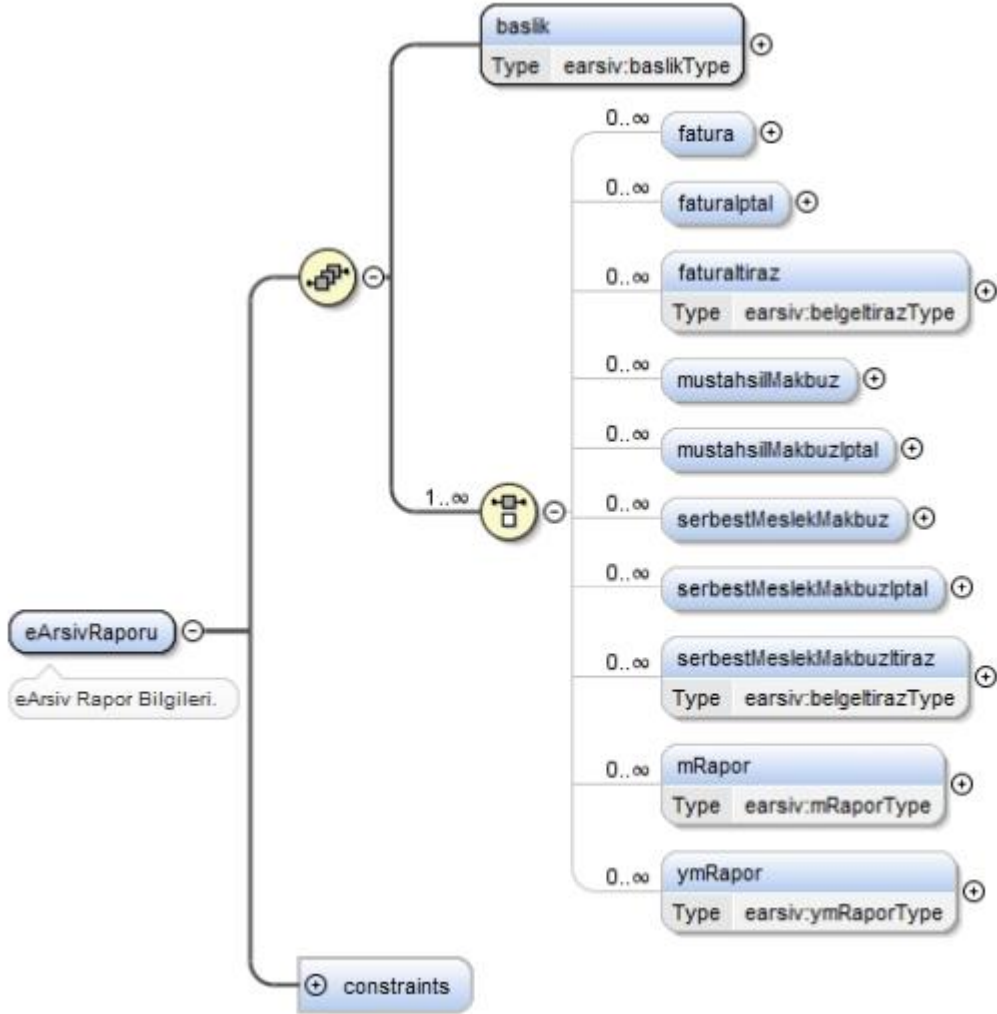 baslik
Type earsiv:baslikType
0..∞ fatura
0..∞ faturaIptal
0..∞ faturaItiraz
Type earsiv:belgeItirazType
0..∞ mustahsilMakbuz
0..∞ mustahsilMakbuzIptal
1..∞
0..∞ serbestMeslekMakbuz
0..∞ serbestMeslekMakbuzIptal
eArsivRaporu
eArsiv Rapor Bilgileri.
0..∞ serbestMeslekMakbuzItiraz
Type earsiv:belgeItirazType
0..∞ mRapor
Type earsiv:mRaporType
0..∞ ymRapor
Type earsiv:ymRaporType
constraints